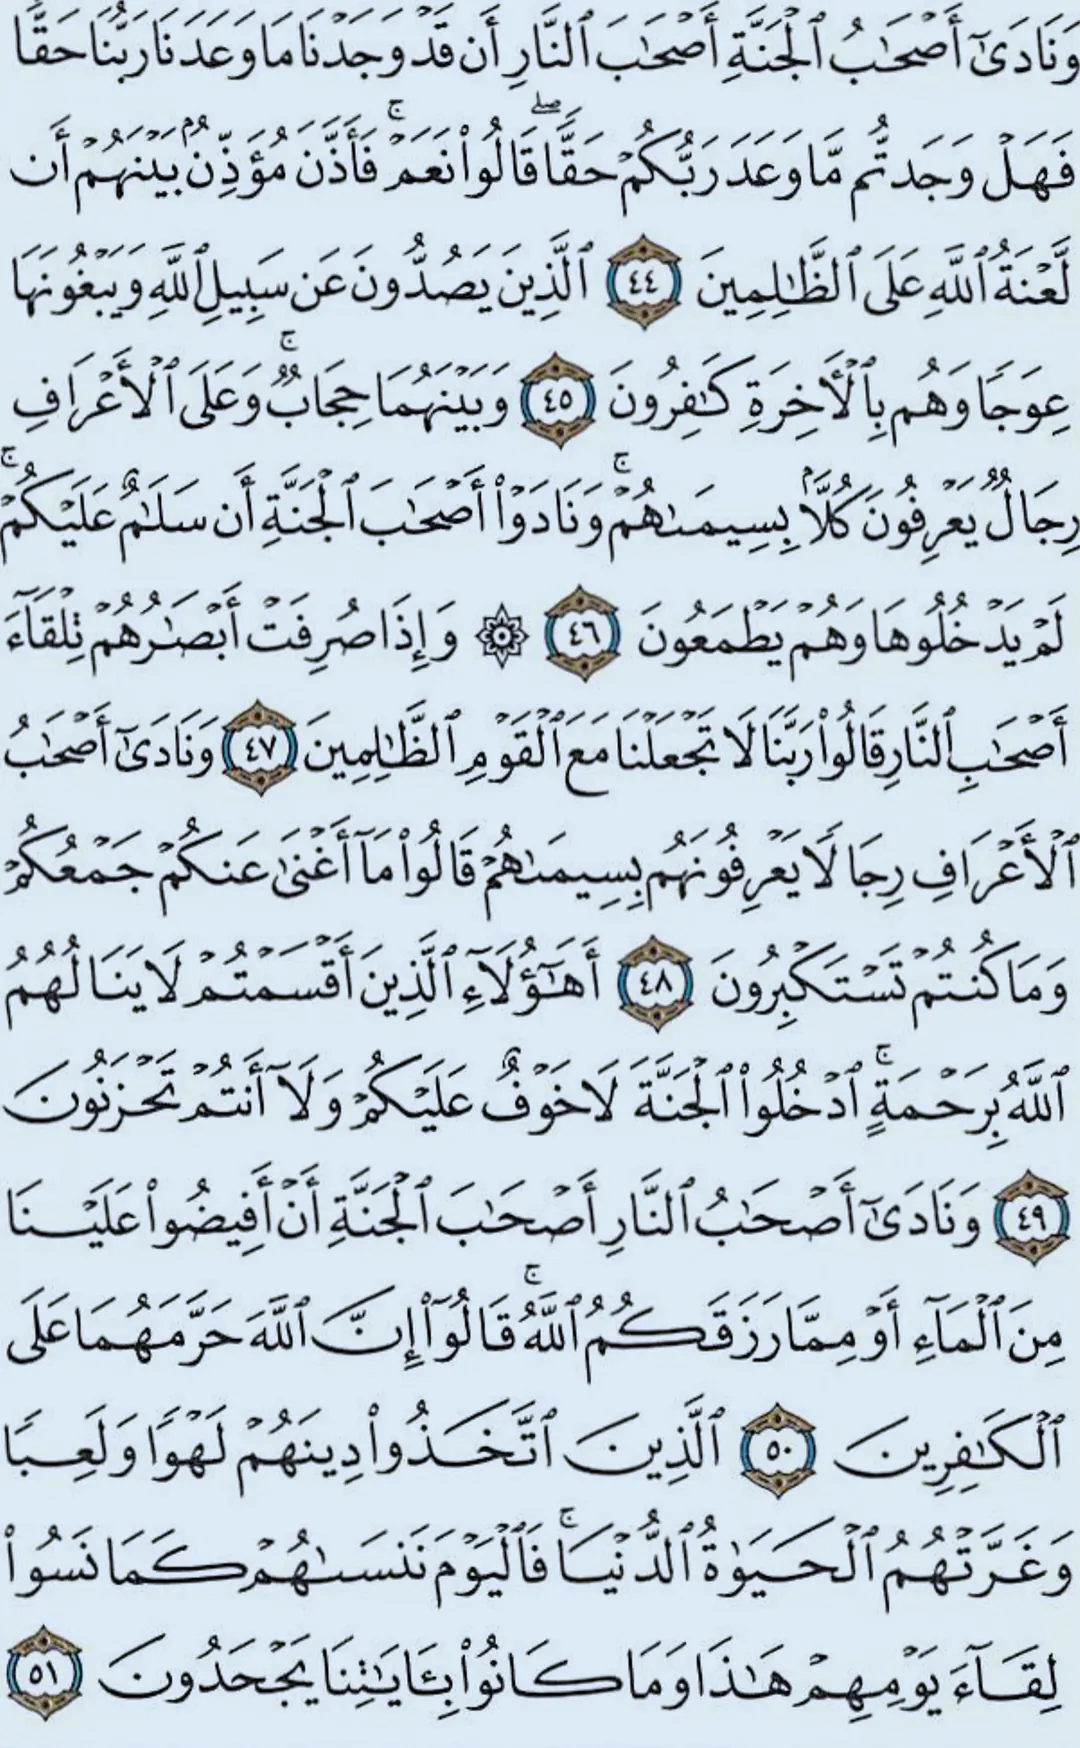 وَنَادَىٰٓ أَصْحَٰبُ ٱلْجَنَّةِ أَصْحَٰبَ ٱلنَّارِ أَن قَدْ وَجَدْنَا مَا وَعَدَنَا رَبُّنَا حَقًّا
فَهَلْ وَجَدتُّم مَّا وَعَدَ رَبُّكُمْ حَقًّا ۖ قَالُوا۟ نَعَمْ ۚ فَأَذَّنَ مُؤَذِّنٌۢ بَيْنَهُمْ أَن
لَّعْنَةُ ٱللَّهِ عَلَى ٱلظَّٰلِمِينَ ٤٤ ٱلَّذِينَ يَصُدُّونَ عَن سَبِيلِ ٱللَّهِ وَيَبْغُونَهَا
عِوَجًا وَهُم بِٱلْأَخِرَةِ كَٰفِرُونَ ٤٥ وَبَيْنَهُمَا حِجَابٌ ۚ وَعَلَى ٱلْأَعْرَافِ
رِجَالٌ يَعْرِفُونَ كُلًّۢا بِسِيمَىٰهُمْ ۚ وَنَادَوْا۟ أَصْحَٰبَ ٱلْجَنَّةِ أَن سَلَٰمٌ عَلَيْكُمْ ۚ
لَمْ يَدْخُلُوهَا وَهُمْ يَطْمَعُونَ ٤٦ ۞ وَإِذَا صُرِفَتْ أَبْصَٰرُهُمْ تِلْقَآءَ
أَصْحَٰبِ ٱلنَّارِ قَالُوا۟ رَبَّنَا لَا تَجْعَلْنَا مَعَ ٱلْقَوْمِ ٱلظَّٰلِمِينَ ٤٧ وَنَادَىٰٓ أَصْحَٰبُ
ٱلْأَعْرَافِ رِجَالًا يَعْرِفُونَهُم بِسِيمَىٰهُمْ قَالُوا۟ مَآ أَغْنَىٰ عَنكُمْ جَمْعُكُمْ
وَمَا كُنتُمْ تَسْتَكْبِرُونَ ٤٨ أَهَٰٓؤُلَآءِ ٱلَّذِينَ أَقْسَمْتُمْ لَا يَنَالُهُمُ
ٱللَّهُ بِرَحْمَةٍ ۚ ٱدْخُلُوا۟ ٱلْجَنَّةَ لَا خَوْفٌ عَلَيْكُمْ وَلَآ أَنتُمْ تَحْزَنُونَ
٤٩ وَنَادَىٰٓ أَصْحَٰبُ ٱلنَّارِ أَصْحَٰبَ ٱلْجَنَّةِ أَنْ أَفِيضُوا۟ عَلَيْنَا
مِنَ ٱلْمَآءِ أَوْ مِمَّا رَزَقَكُمُ ٱللَّهُ ۚ قَالُوٓا۟ إِنَّ ٱللَّهَ حَرَّمَهُمَا عَلَى
ٱلْكَٰفِرِينَ ٥٠ ٱلَّذِينَ ٱتَّخَذُوا۟ دِينَهُمْ لَهْوًا وَلَعِبًا
وَغَرَّتْهُمُ ٱلْحَيَوٰةُ ٱلدُّنْيَا ۚ فَٱلْيَوْمَ نَنسَىٰهُمْ كَمَا نَسُوا۟
لِقَآءَ يَوْمِهِمْ هَٰذَا وَمَا كَانُوا۟ بِـَٔايَٰتِنَا يَجْحَدُونَ ٥١